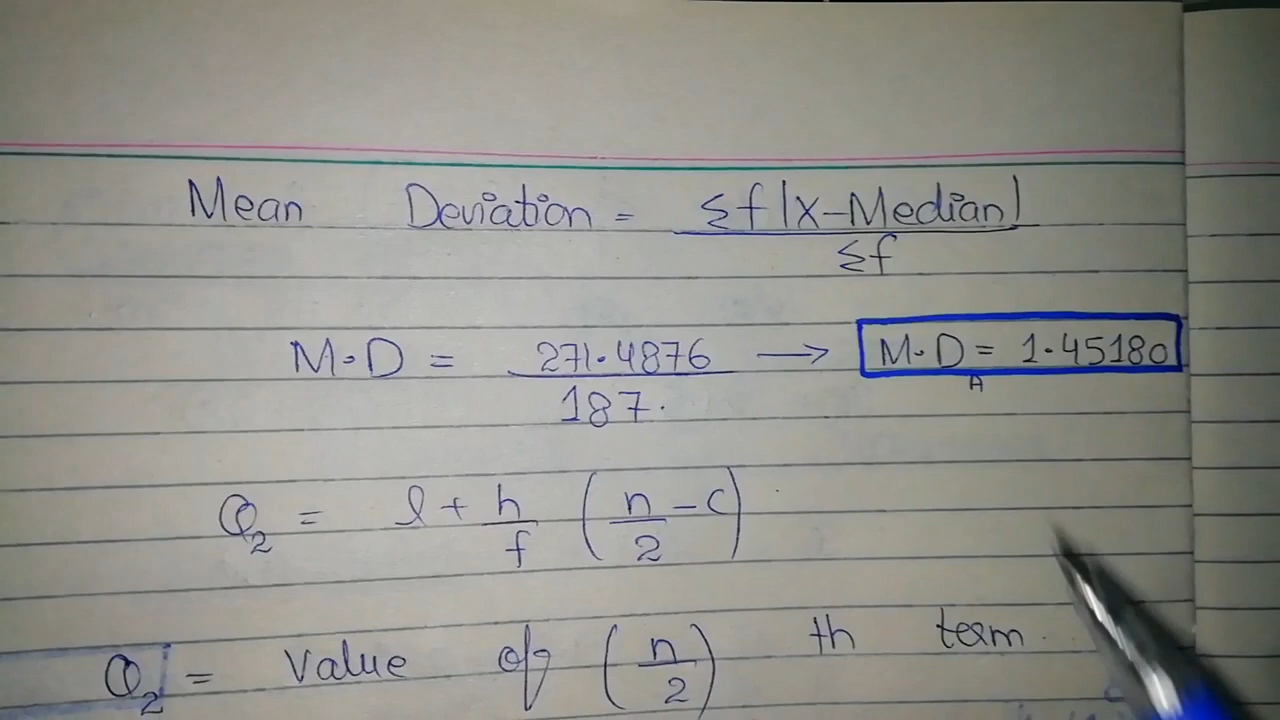 Mean Deviation = Σf|x-Median|
Σf
M.D = 271.4876 → M.D = 1.45180
187. A
Q2 = l + h/f (n/2 - c)
Q2 = Value of (n/2) th term.